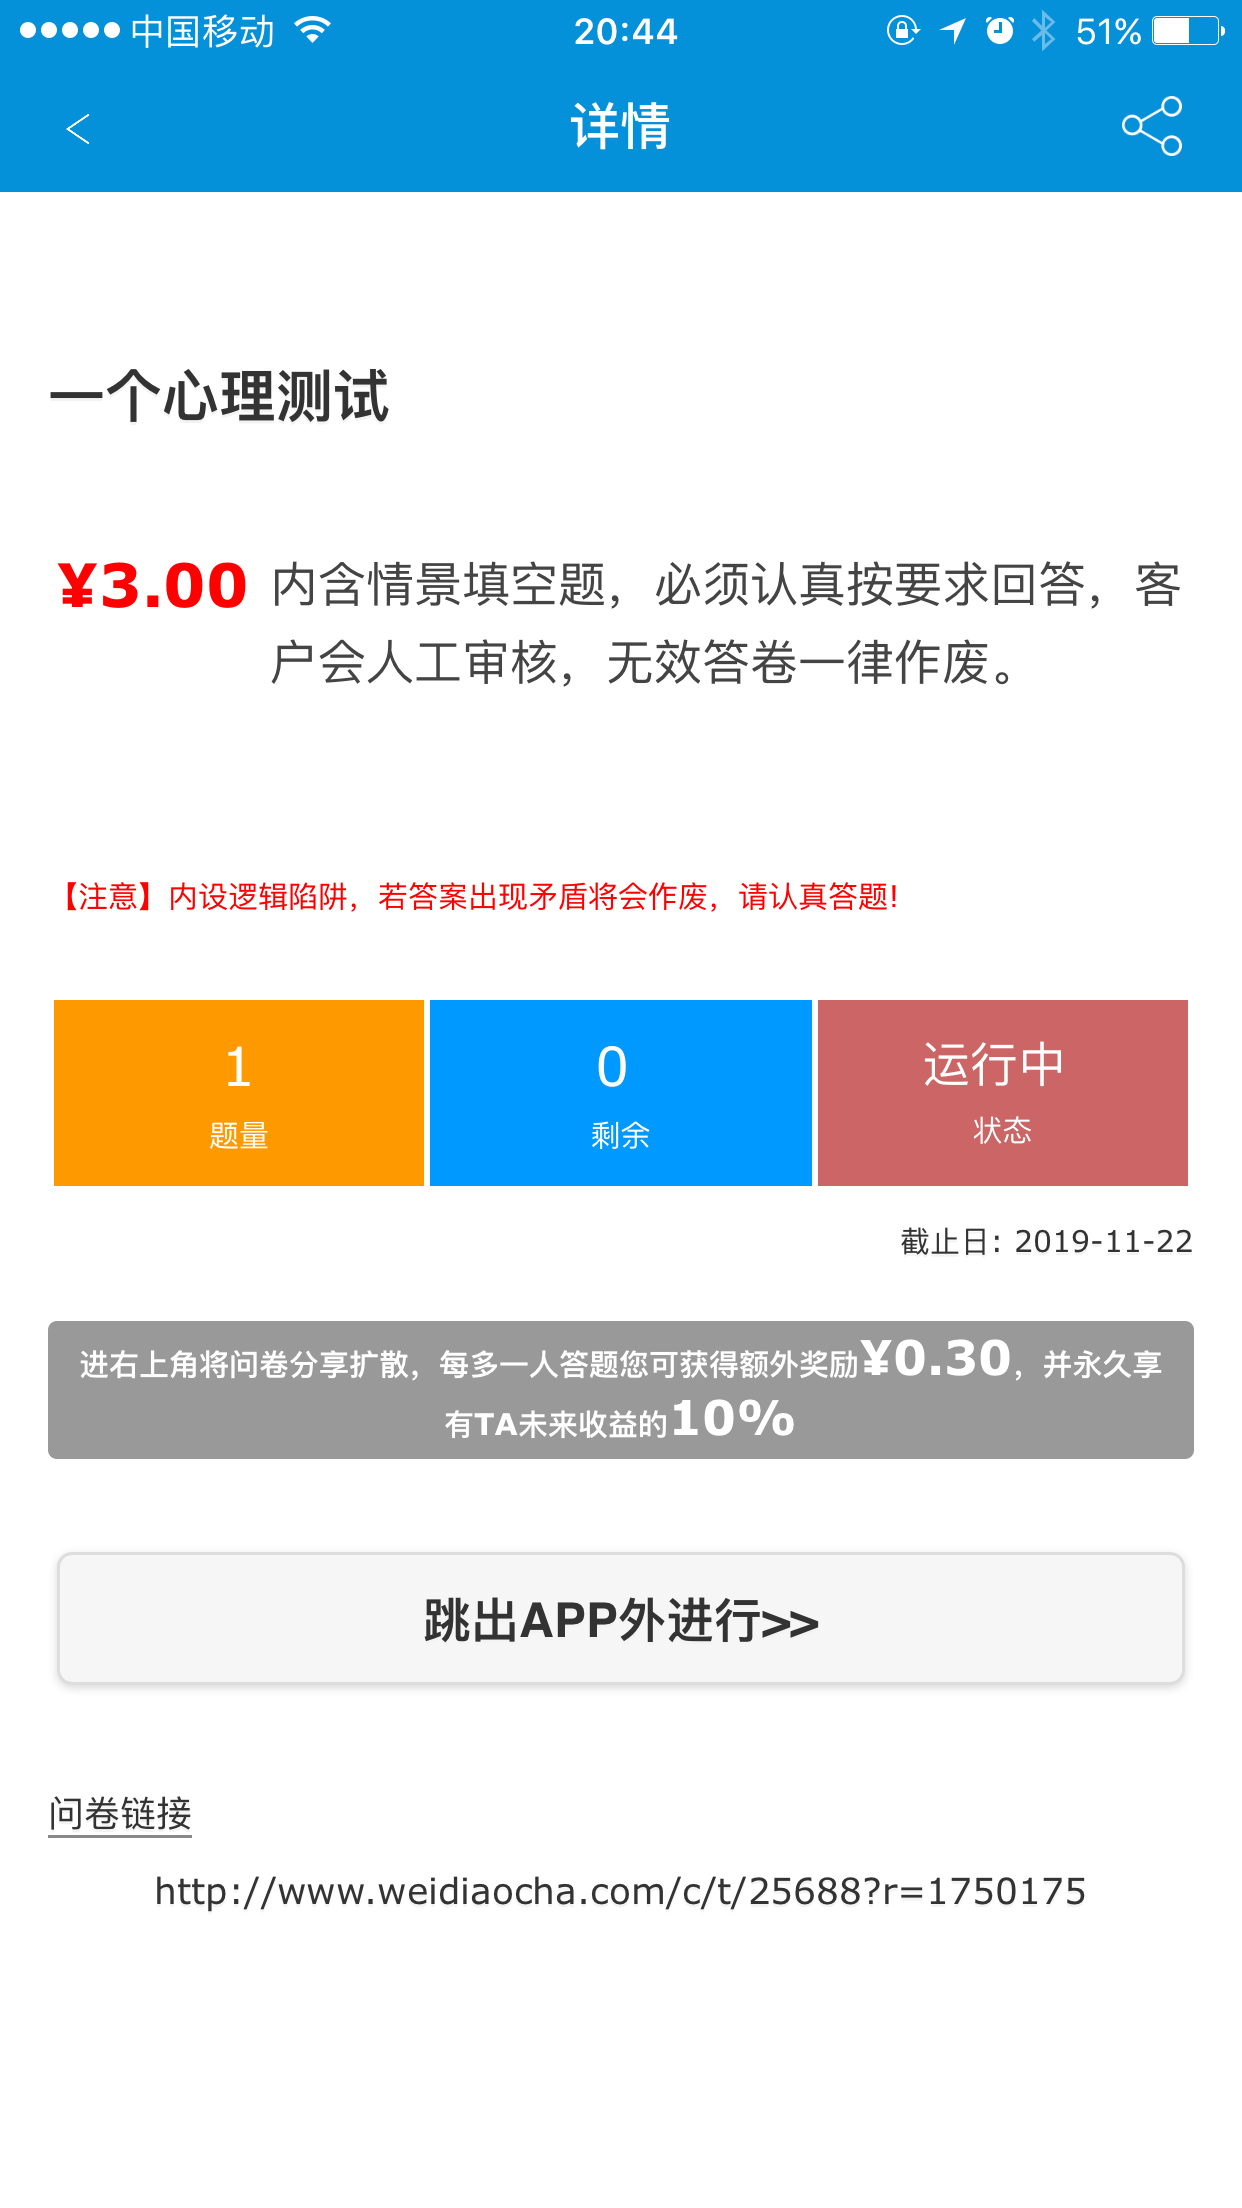 中国移动 20:44 51%
< 详情
一个心理测试
¥3.00 内含情景填空题，必须认真按要求回答，客
户会人工审核，无效答卷一律作废。
【注意】内设逻辑陷阱，若答案出现矛盾将会作废，请认真答题!
1 0 运行中
题量 剩余 状态
截止日: 2019-11-22
进右上角将问卷分享扩散，每多一人答题您可获得额外奖励¥0.30，并永久享
有TA未来收益的10%
跳出APP外进行>>
问卷链接
http://www.weidiaocha.com/c/t/25688?r=1750175